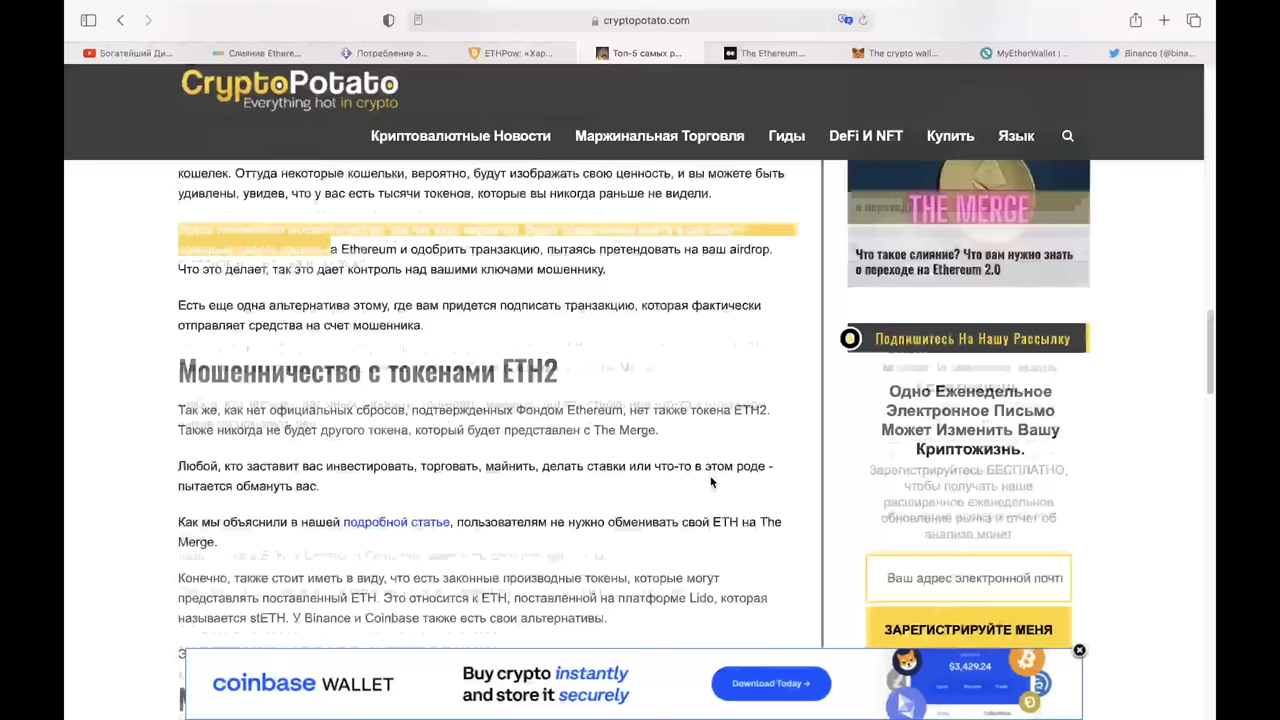 cryptopotato.com
Богатейший Ди...
Слияние Ethere...
Потребление э...
ETHPow: «Хар...
Топ-5 самых р...
The Ethereum...
The crypto wall...
MyEtherWallet |...
Binance (@bina...
CryptoPotato
Everything hot in crypto
Криптовалютные Новости
Маржинальная Торговля
Гиды
DeFi И NFT
Купить
Язык
кошелек. Оттуда некоторые кошельки, вероятно, будут изображать свою ценность, и вы можете быть
удивлены, увидев, что у вас есть тысячи токенов, которые вы никогда раньше не видели.
а Ethereum и одобрить транзакцию, пытаясь претендовать на ваш airdrop.
Что это делает, так это дает контроль над вашими ключами мошеннику.
Есть еще одна альтернатива этому, где вам придется подписать транзакцию, которая фактически
отправляет средства на счет мошенника.
Мошенничество с токенами ETH2
Так же, как нет официальных сбросов, подтвержденных Фондом Ethereum, нет также токена ETH2.
Также никогда не будет другого токена, который будет представлен с The Merge.
Любой, кто заставит вас инвестировать, торговать, майнить, делать ставки или что-то в этом роде -
пытается обмануть вас.
Как мы объяснили в нашей подробной статье, пользователям не нужно обменивать свой ETH на The
Merge.
Конечно, также стоит иметь в виду, что есть законные производные токены, которые могут
представлять поставленный ETH. Это относится к ETH, поставленной на платформе Lido, которая
называется stETH. У Binance и Coinbase также есть свои альтернативы.
THE MERGE
Что такое слияние? Что вам нужно знать
о переходе на Ethereum 2.0
Подпишитесь На Нашу Рассылку
Одно Еженедельное
Электронное Письмо
Может Изменить Вашу
Криптожизнь.
Зарегистрируйтесь БЕСПЛАТНО,
чтобы получать наше
расширенное еженедельное
обновление рынка и отчет об
анализе монет
Ваш адрес электронной почті
ЗАРЕГИСТРИРУЙТЕ МЕНЯ
coinbase WALLET
Buy crypto instantly
and store it securely
Download Today →
$3,429.24